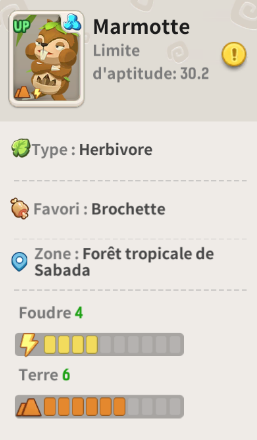 UP
Marmotte
Limite
d'aptitude: 30.2
Type : Herbivore
Favori : Brochette
Zone : Forêt tropicale de
Sabada
Foudre 4
Terre 6